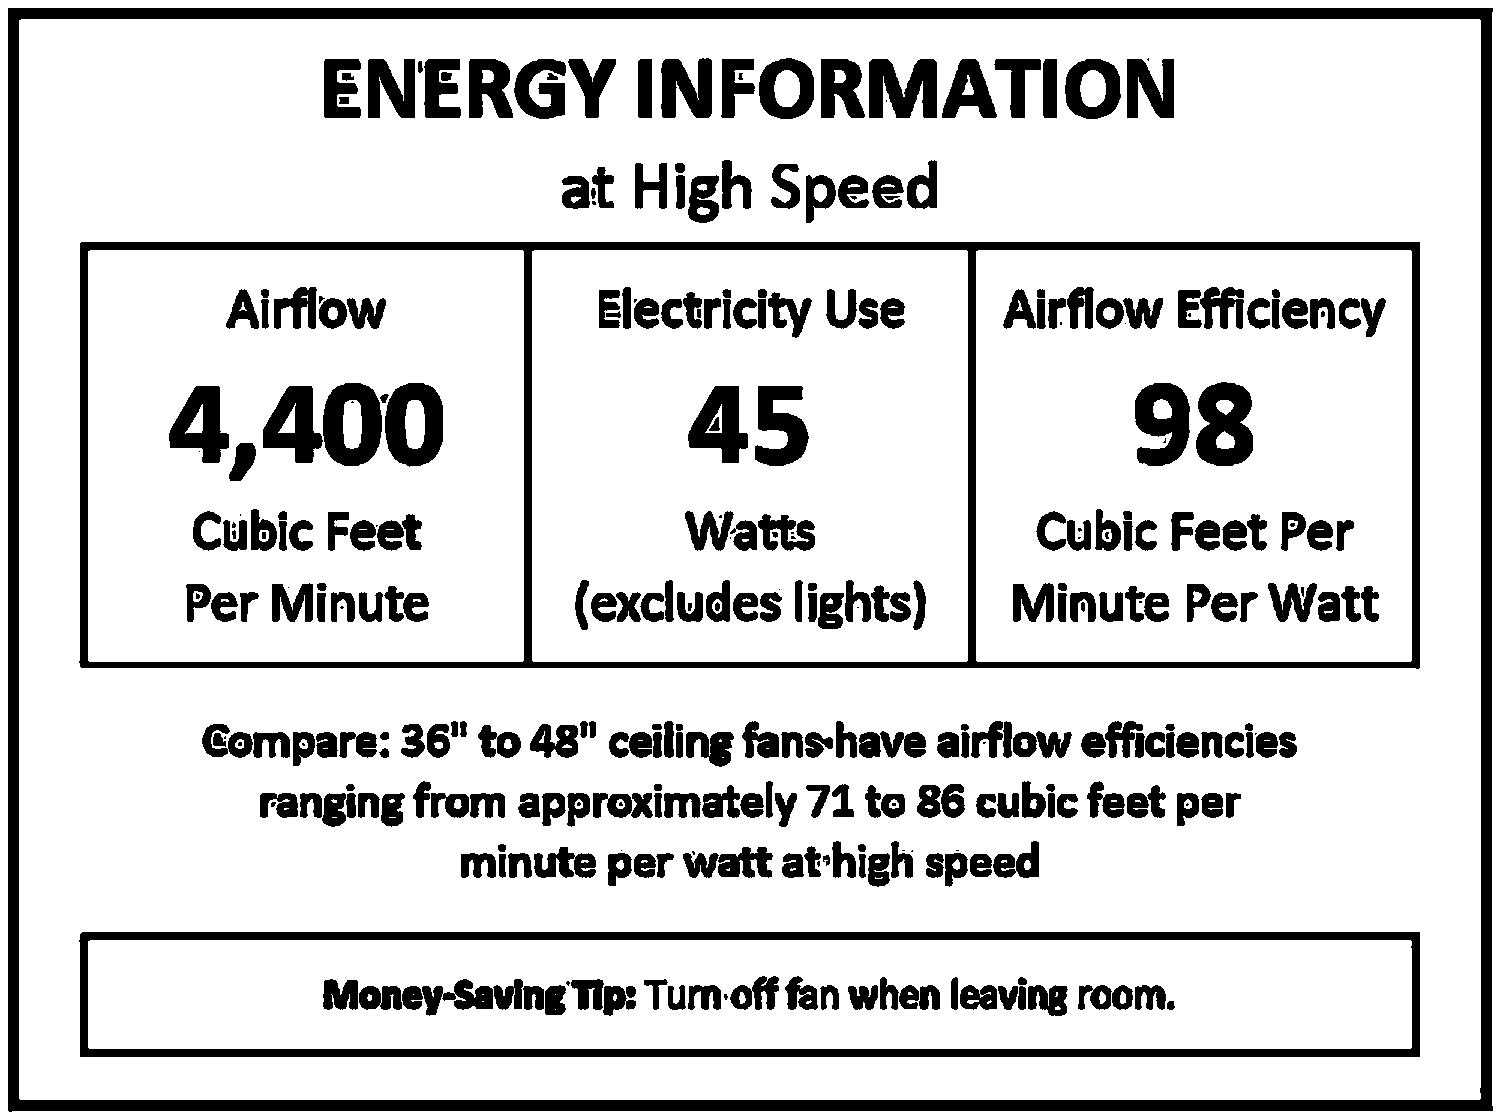 ENERGY INFORMATION
at High Speed
Airflow
4,400
Cubic Feet
Per Minute
Electricity Use
45
Watts
(excludes lights)
Airflow Efficiency
98
Cubic Feet Per
Minute Per Watt
Compare: 36" to 48" ceiling fans have airflow efficiencies
ranging from approximately 71 to 86 cubic feet per
minute per watt at high speed
Money-Saving Tip: Turn off fan when leaving room.